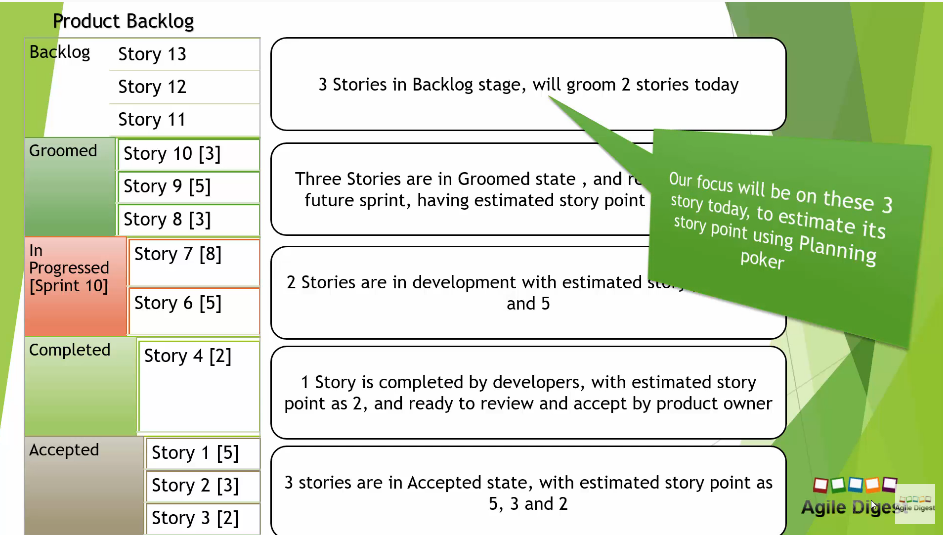 Product Backlog
Backlog
Story 13
Story 12
Story 11
3 Stories in Backlog stage, will groom 2 stories today
Groomed
Story 10 [3]
Story 9 [5]
Story 8 [3]
Three Stories are in Groomed state , and
future sprint, having estimated story point
Our focus will be on these 3
story today, to estimate its
story point using Planning
poker
In
Progressed
[Sprint 10]
Story 7 [8]
Story 6 [5]
2 Stories are in development with estimated
and 5
Completed
Story 4 [2]
1 Story is completed by developers, with estimated story
point as 2, and ready to review and accept by product owner
Accepted
Story 1 [5]
Story 2 [3]
Story 3 [2]
3 stories are in Accepted state, with estimated story point as
5, 3 and 2
Agile Digest
Agile Digest